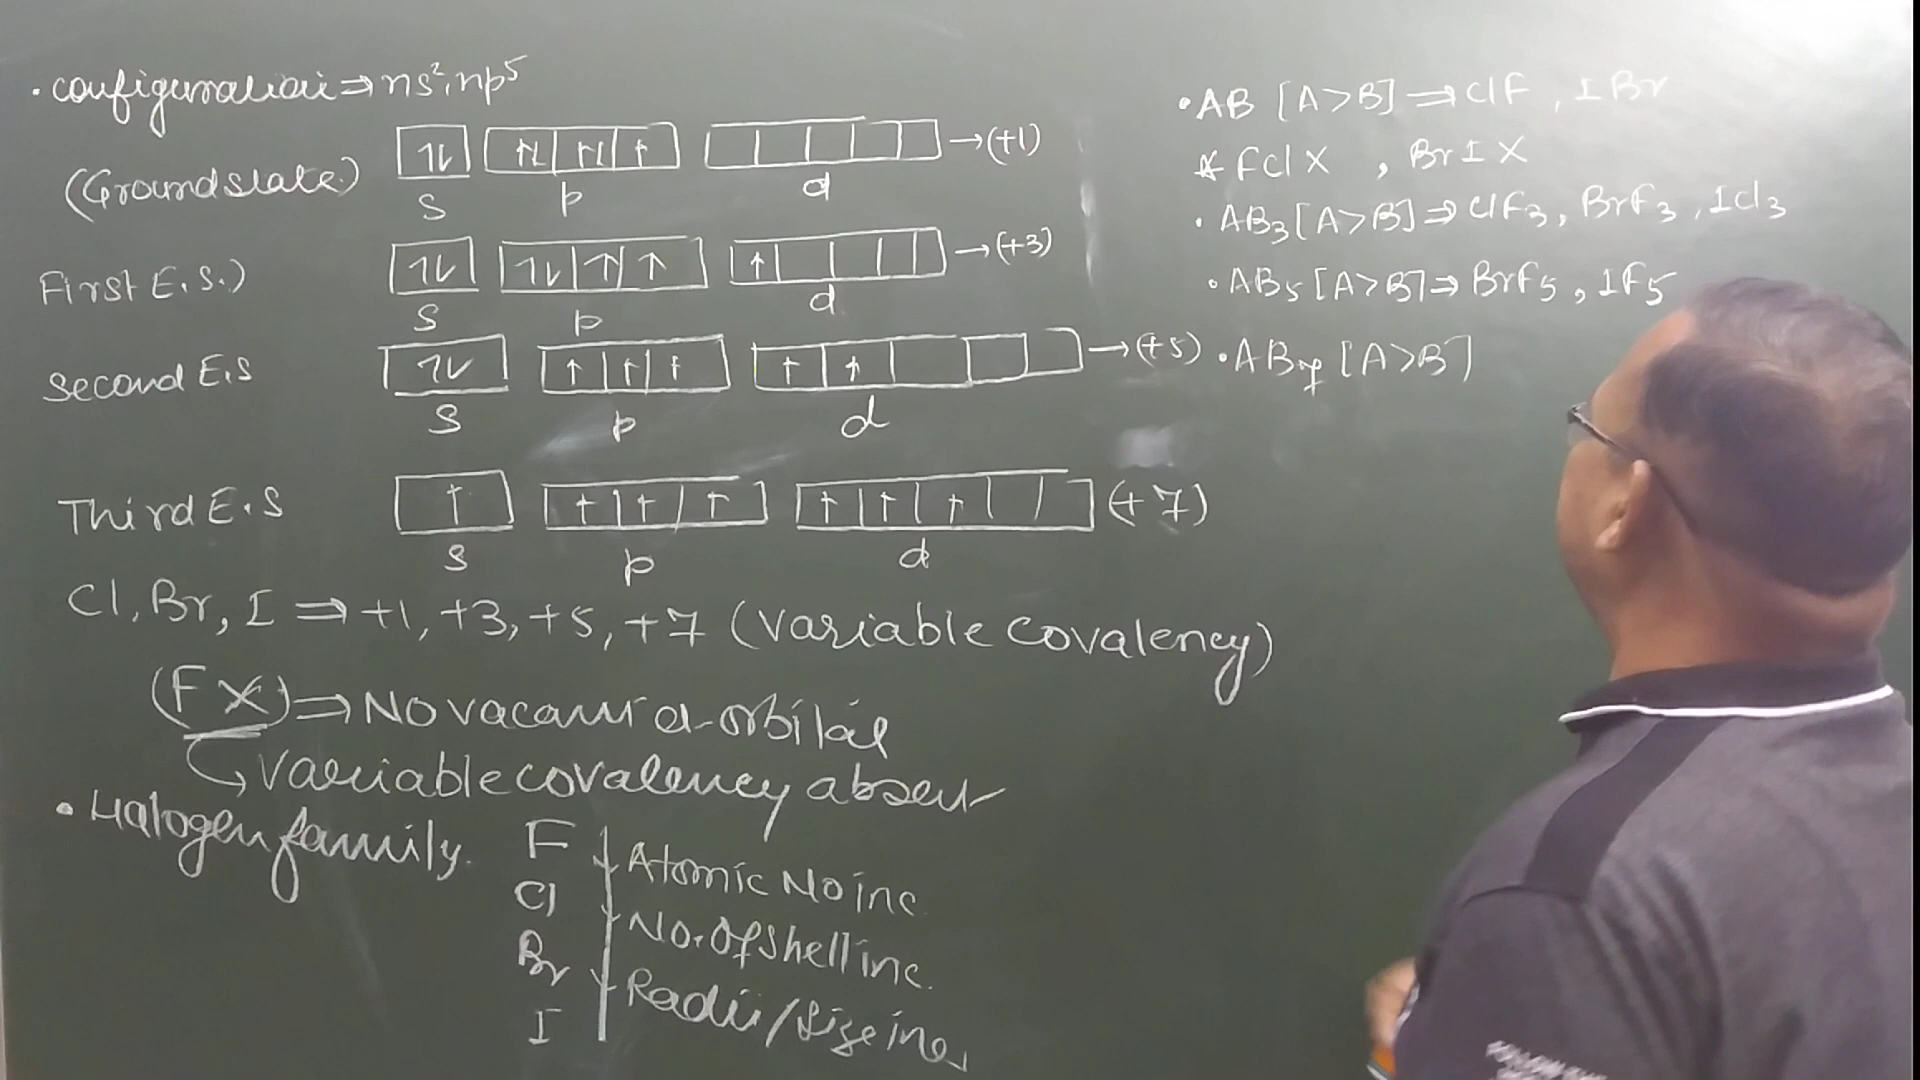 • configuration ⇒ ns², np⁵
(Ground state) ⥮ ⥮ ⥮ ↑ → (+1)
s p d
First E.S.) ⥮ ⥮ ↑ ↑ ↑ → (+3)
s p d
Second E.S ⥮ ↑ ↑ ↑ ↑ ↑ → (+5)
s p d
Third E.S ↑ ↑ ↑ ↑ ↑ ↑ ↑ (+7)
s p d
Cl, Br, I ⇒ +1, +3, +5, +7 (variable covalency)
(F X) ⇒ No vacant d-orbital
↳ variable covalency absent
• Halogen family.
F
Cl
Br
I
Atomic No inc.
No. Of Shell inc.
Radii / Size inc.
• AB [A>B] ⇒ ClF, IBr
* FCl X, BrI X
• AB₃ [A>B] ⇒ ClF₃, BrF₃, ICl₃
• AB₅ [A>B] ⇒ BrF₅, IF₅
• AB₇ [A>B]